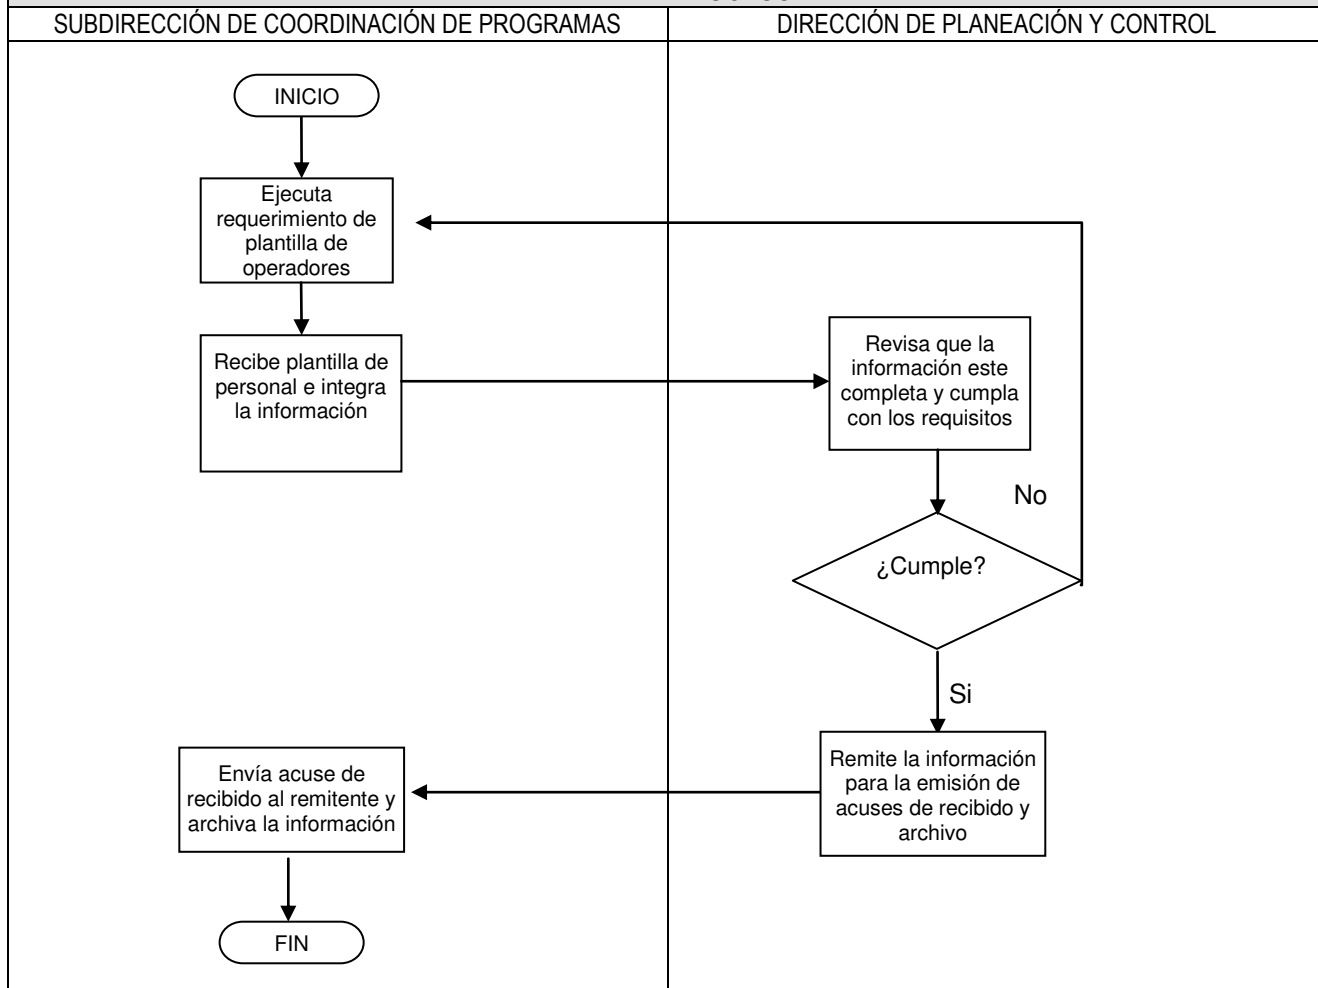 SUBDIRECCIÓN DE COORDINACIÓN DE PROGRAMAS
DIRECCIÓN DE PLANEACIÓN Y CONTROL
INICIO
Ejecuta
requerimiento de
plantilla de
operadores
Recibe plantilla de
personal e integra
la información
Revisa que la
información este
completa y cumpla
con los requisitos
No
¿Cumple?
Si
Remite la información
para la emisión de
acuses de recibido y
archivo
Envía acuse de
recibido al remitente y
archiva la información
FIN